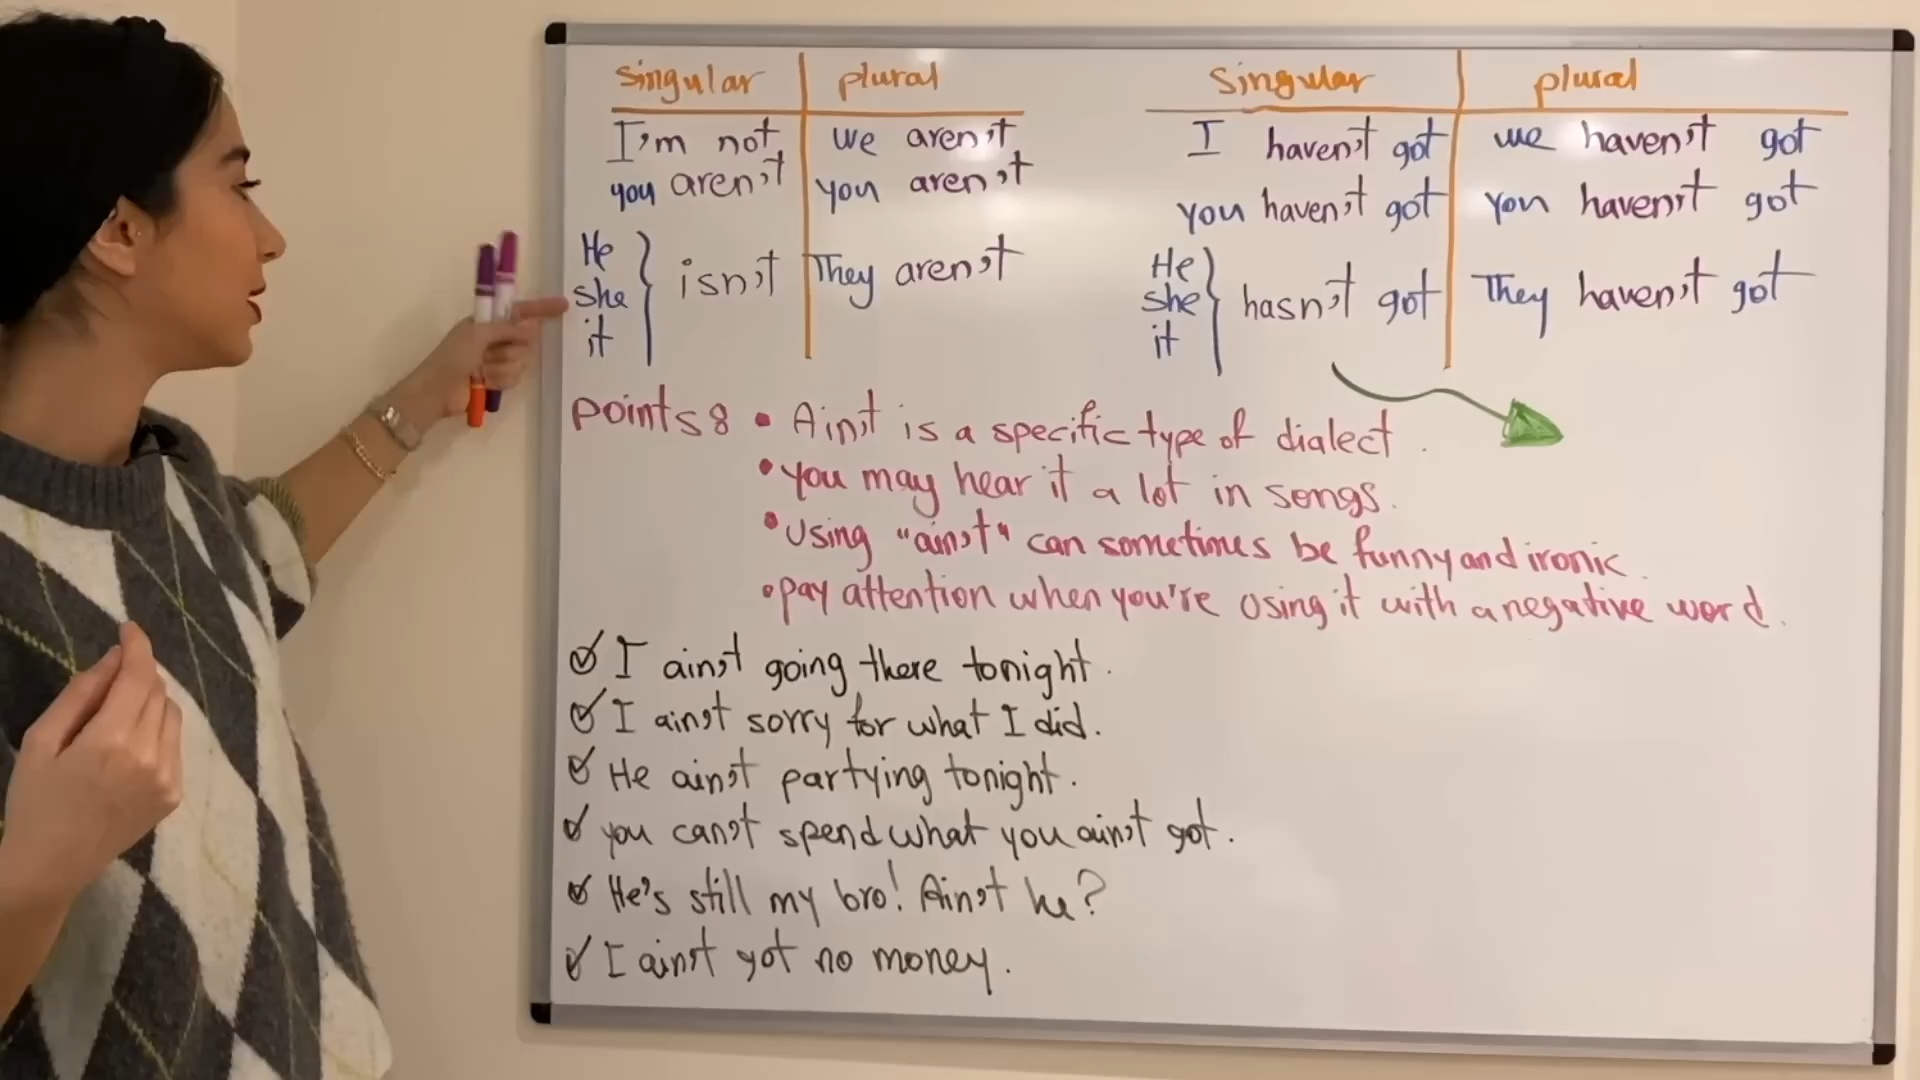 singular plural
I'm not we aren't
you aren't you aren't
He
she
it
isn't They aren't
singular plural
I haven't got we haven't got
you haven't got you haven't got
He
she
it
hasn't got They haven't got
points: • Ain't is a specific type of dialect.
• you may hear it a lot in songs.
• Using "ain't" can sometimes be funny and ironic.
• pay attention when you're using it with a negative word.
I ain't going there tonight.
I ain't sorry for what I did.
He ain't partying tonight.
you can't spend what you ain't got.
He's still my bro! Ain't he?
I ain't got no money.